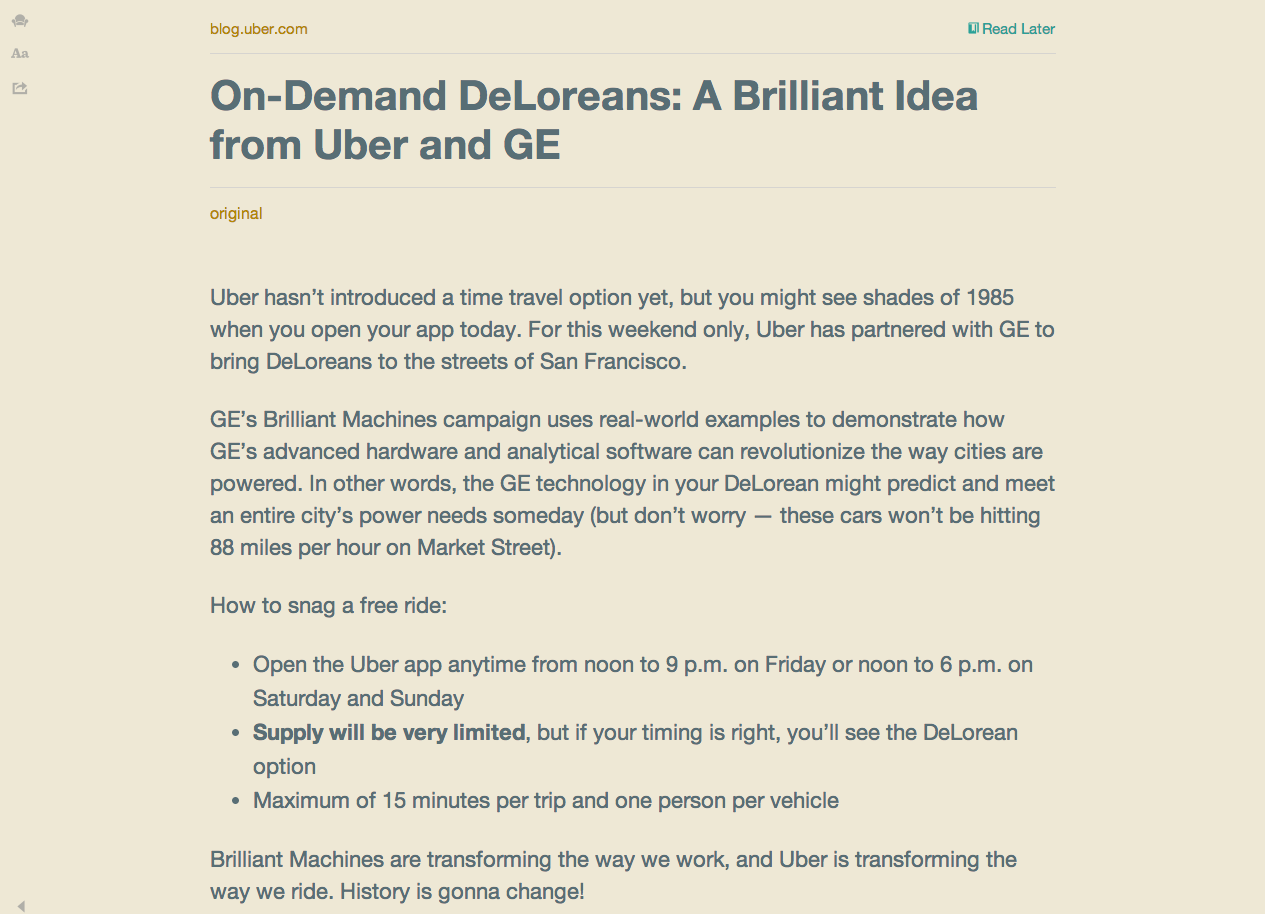 Aa
blog.uber.com
Read Later
On-Demand DeLoreans: A Brilliant Idea
from Uber and GE
original
Uber hasn’t introduced a time travel option yet, but you might see shades of 1985
when you open your app today. For this weekend only, Uber has partnered with GE to
bring DeLoreans to the streets of San Francisco.
GE’s Brilliant Machines campaign uses real-world examples to demonstrate how
GE’s advanced hardware and analytical software can revolutionize the way cities are
powered. In other words, the GE technology in your DeLorean might predict and meet
an entire city’s power needs someday (but don’t worry — these cars won’t be hitting
88 miles per hour on Market Street).
How to snag a free ride:
• Open the Uber app anytime from noon to 9 p.m. on Friday or noon to 6 p.m. on
Saturday and Sunday
• Supply will be very limited, but if your timing is right, you’ll see the DeLorean
option
• Maximum of 15 minutes per trip and one person per vehicle
Brilliant Machines are transforming the way we work, and Uber is transforming the
way we ride. History is gonna change!